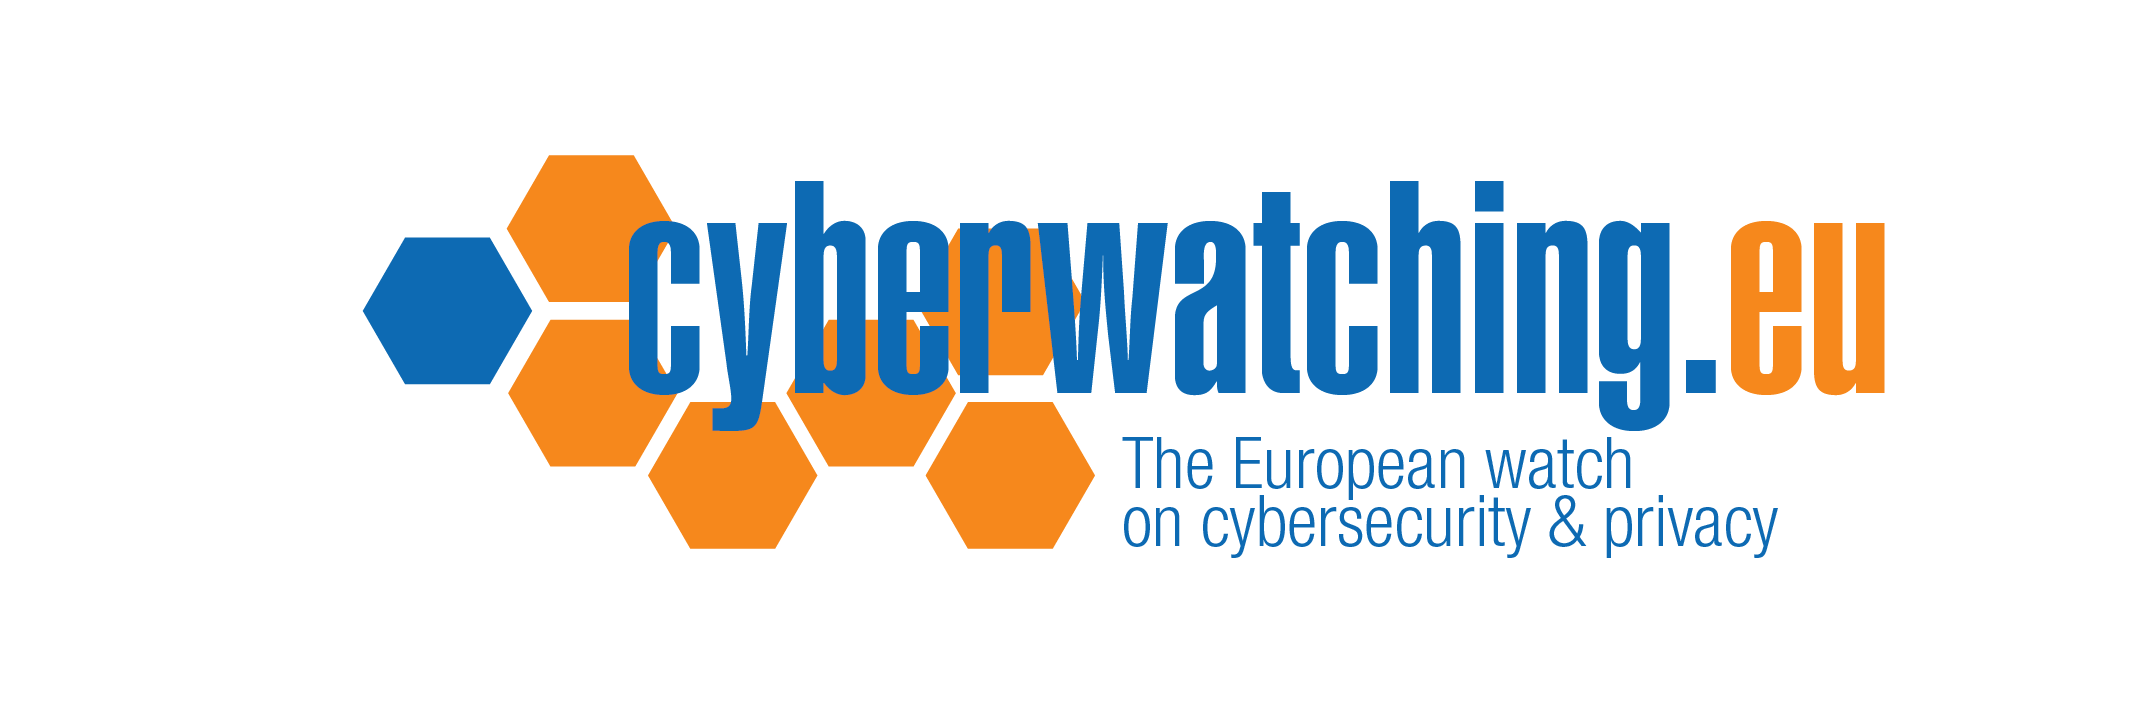 cyberwatching.eu
The European watch
on cybersecurity & privacy